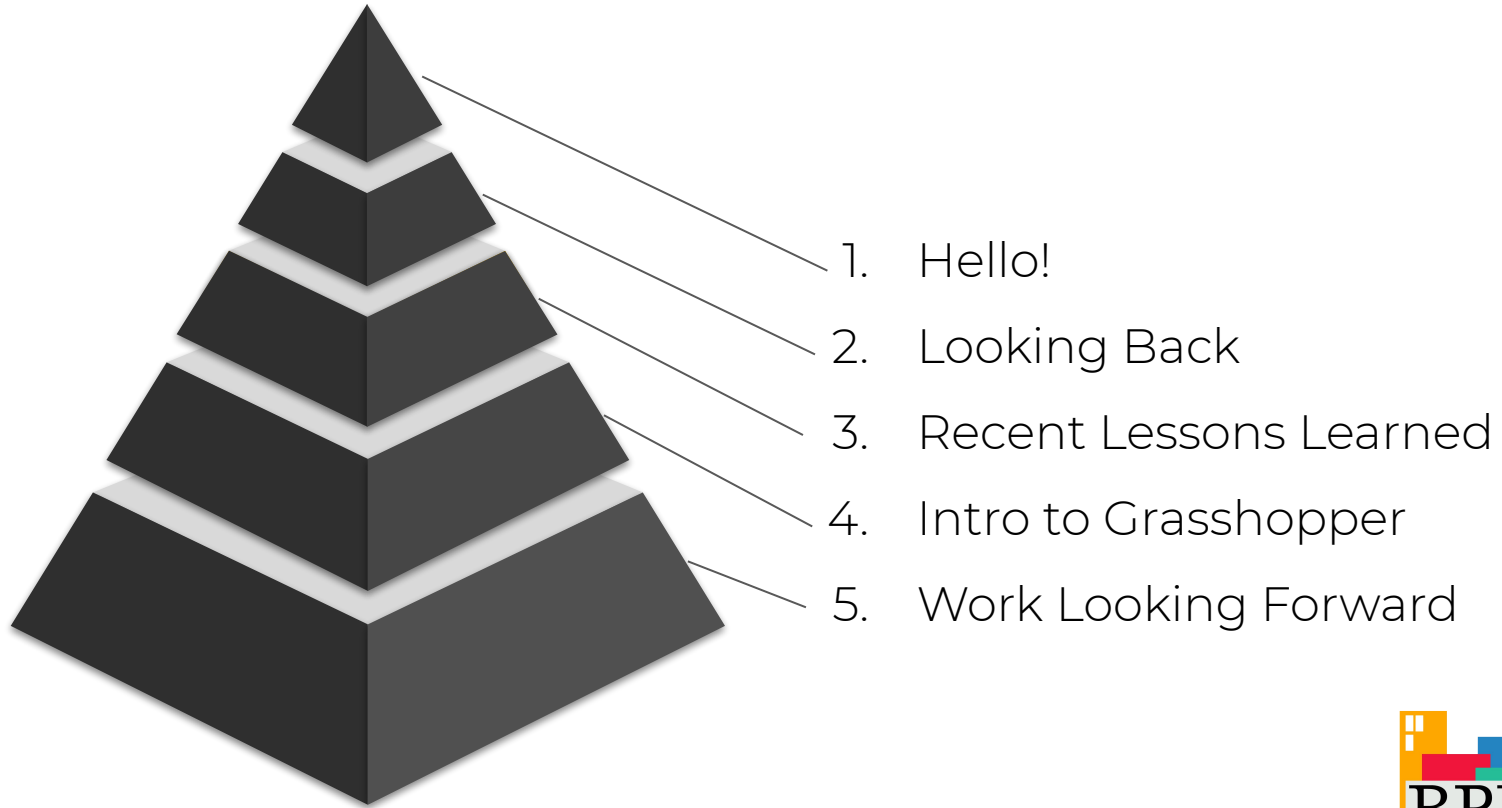 1. Hello!
2. Looking Back
3. Recent Lessons Learned
4. Intro to Grasshopper
5. Work Looking Forward